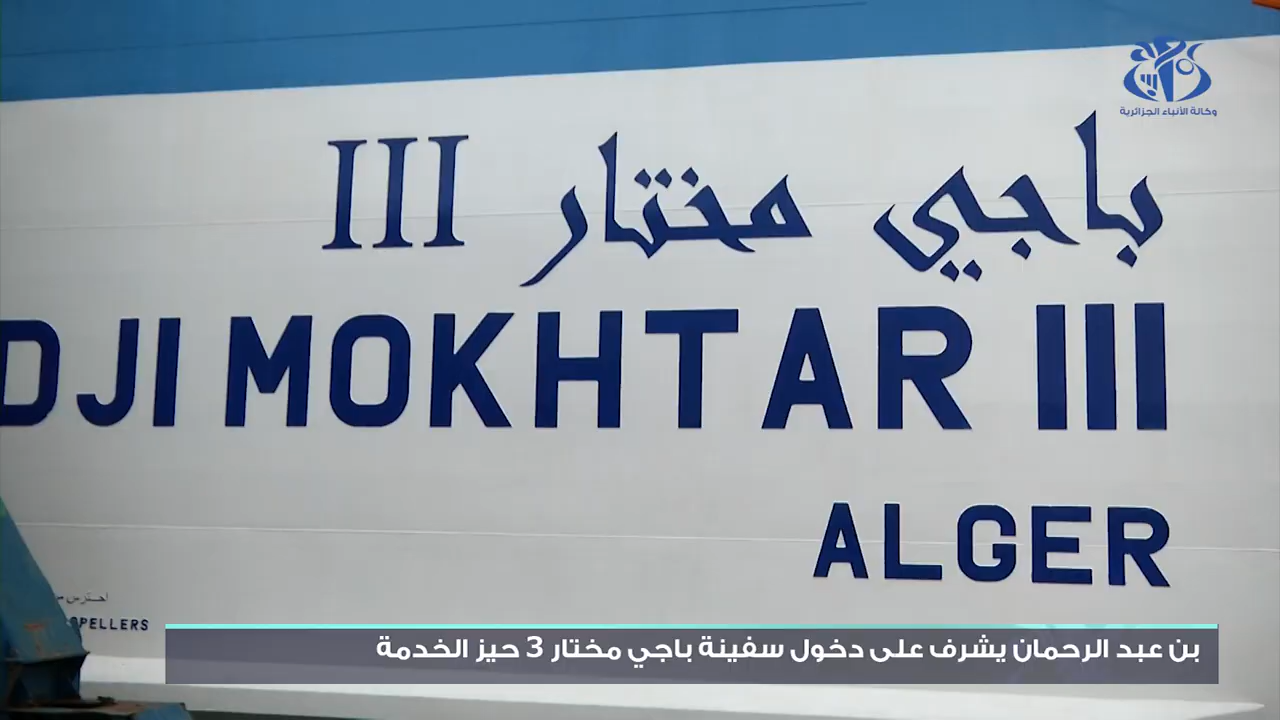 وكالة الأنباء الجزائرية
باجي مختار III
DJI MOKHTAR III
ALGER
احترس
PELLERS
بن عبد الرحمان يشرف على دخول سفينة باجي مختار 3 حيز الخدمة